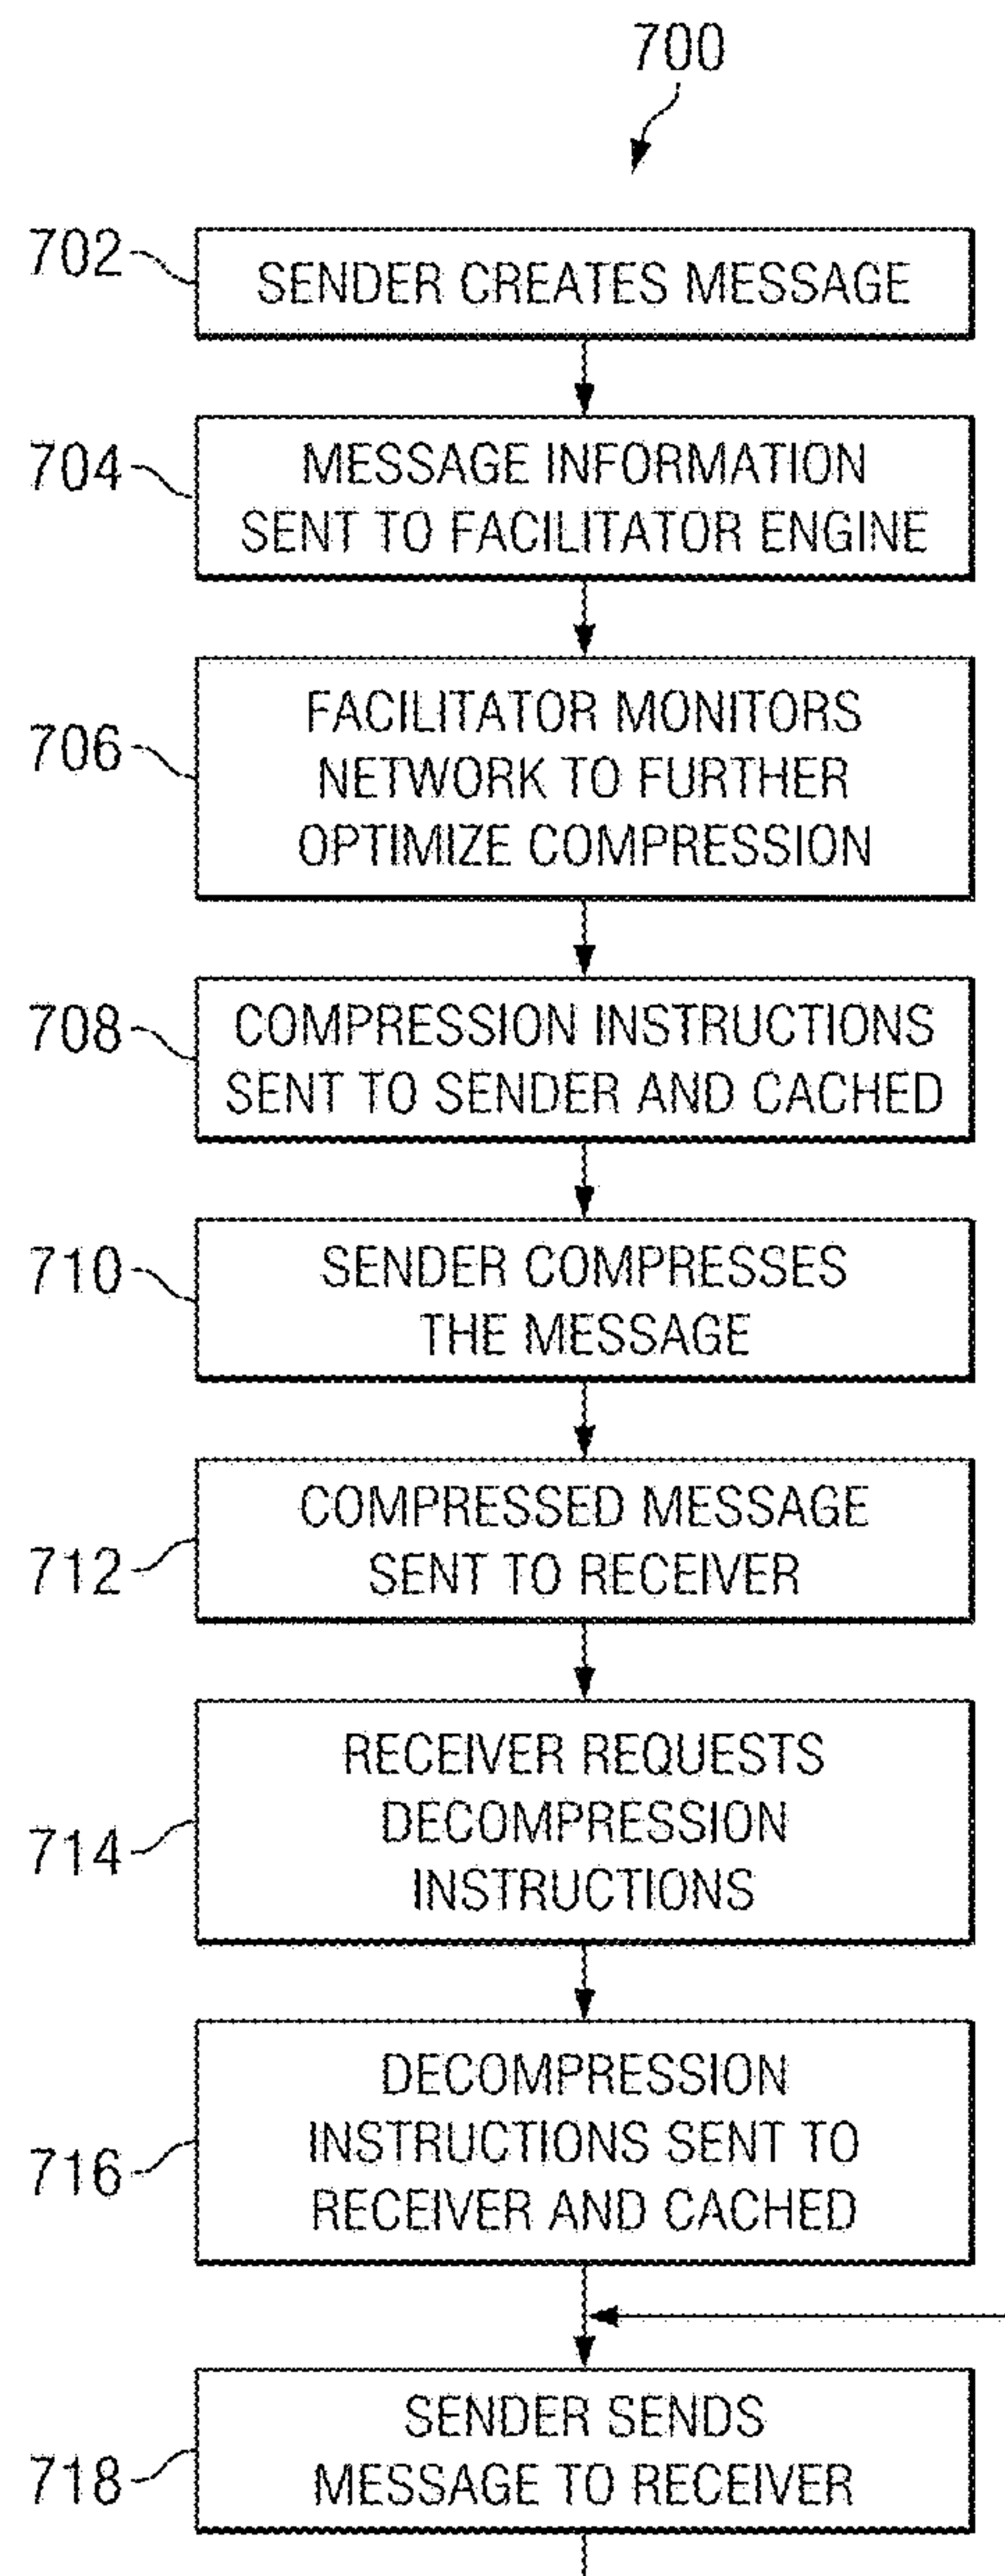 700
702
SENDER CREATES MESSAGE
704
MESSAGE INFORMATION
SENT TO FACILITATOR ENGINE
706
FACILITATOR MONITORS
NETWORK TO FURTHER
OPTIMIZE COMPRESSION
708
COMPRESSION INSTRUCTIONS
SENT TO SENDER AND CACHED
710
SENDER COMPRESSES
THE MESSAGE
712
COMPRESSED MESSAGE
SENT TO RECEIVER
714
RECEIVER REQUESTS
DECOMPRESSION
INSTRUCTIONS
716
DECOMPRESSION
INSTRUCTIONS SENT TO
RECEIVER AND CACHED
718
SENDER SENDS
MESSAGE TO RECEIVER